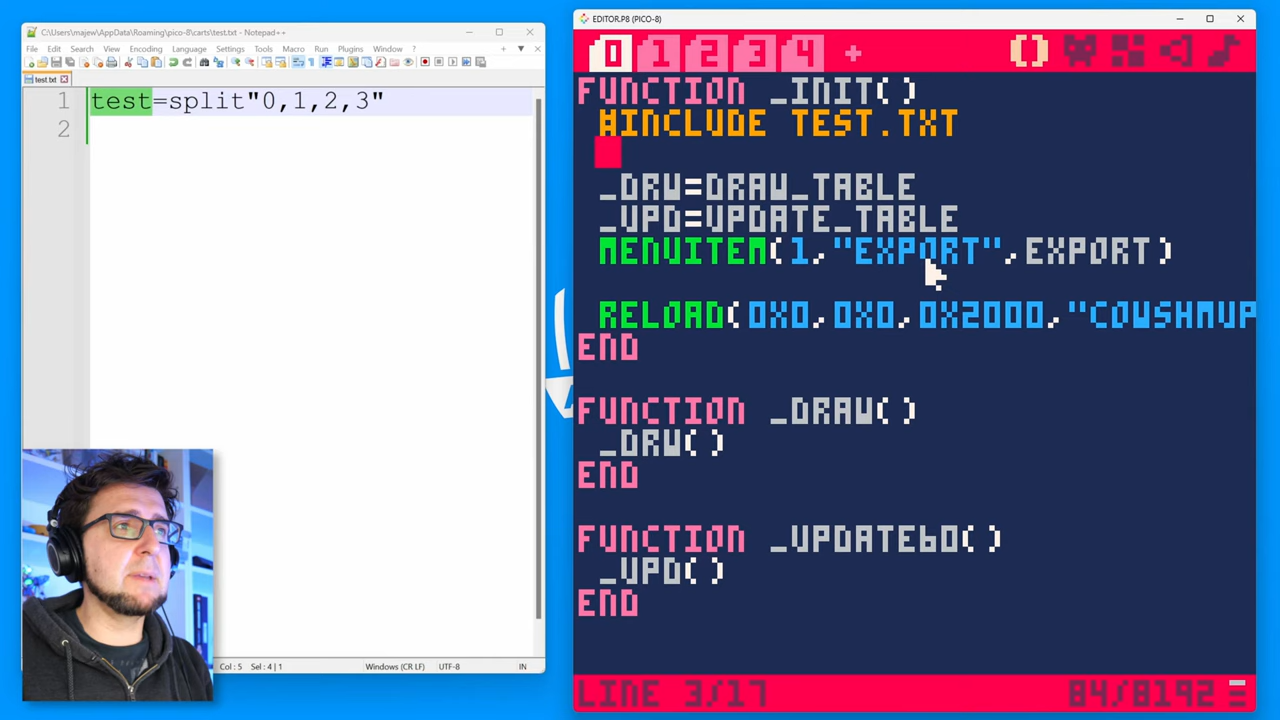 C:\Users\majew\AppData\Roaming\pico-8\carts\test.txt - Notepad++
File Edit Search View Encoding Language Settings Tools Macro Run Plugins Window ?
test.txt
1 test=split"0,1,2,3"
2
Col : 5 Sel : 4 | 1 Windows (CR LF) UTF-8 IN
EDITOR.P8 (PICO-8)
0 1 2 3 4 +
FUNCTION _INIT()
#INCLUDE TEST.TXT
_DRW=DRAW_TABLE
_UPD=UPDATE_TABLE
MENUITEM(1,"EXPORT",EXPORT)
RELOAD(0X0,0X0,0X2000,"COWSHMUP
END
FUNCTION _DRAW()
_DRW()
END
FUNCTION _UPDATE60()
_UPD()
END
LINE 3/17 84/8192